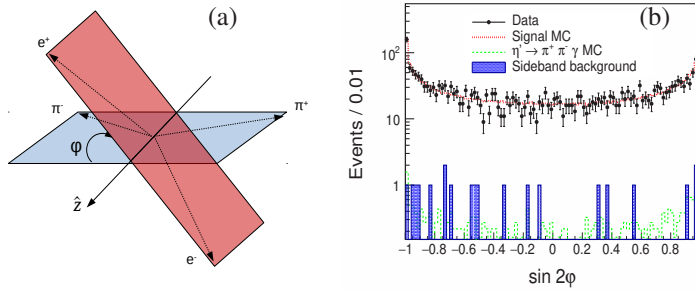 (a)
e+
π-
π+
φ
ẑ
e-
(b)
Data
Signal MC
η' → π+ π- γ MC
Sideband background
Events / 0.01
10²
10
1
−1 −0.8 −0.6 −0.4 −0.2 0 0.2 0.4 0.6 0.8 1
sin 2φ